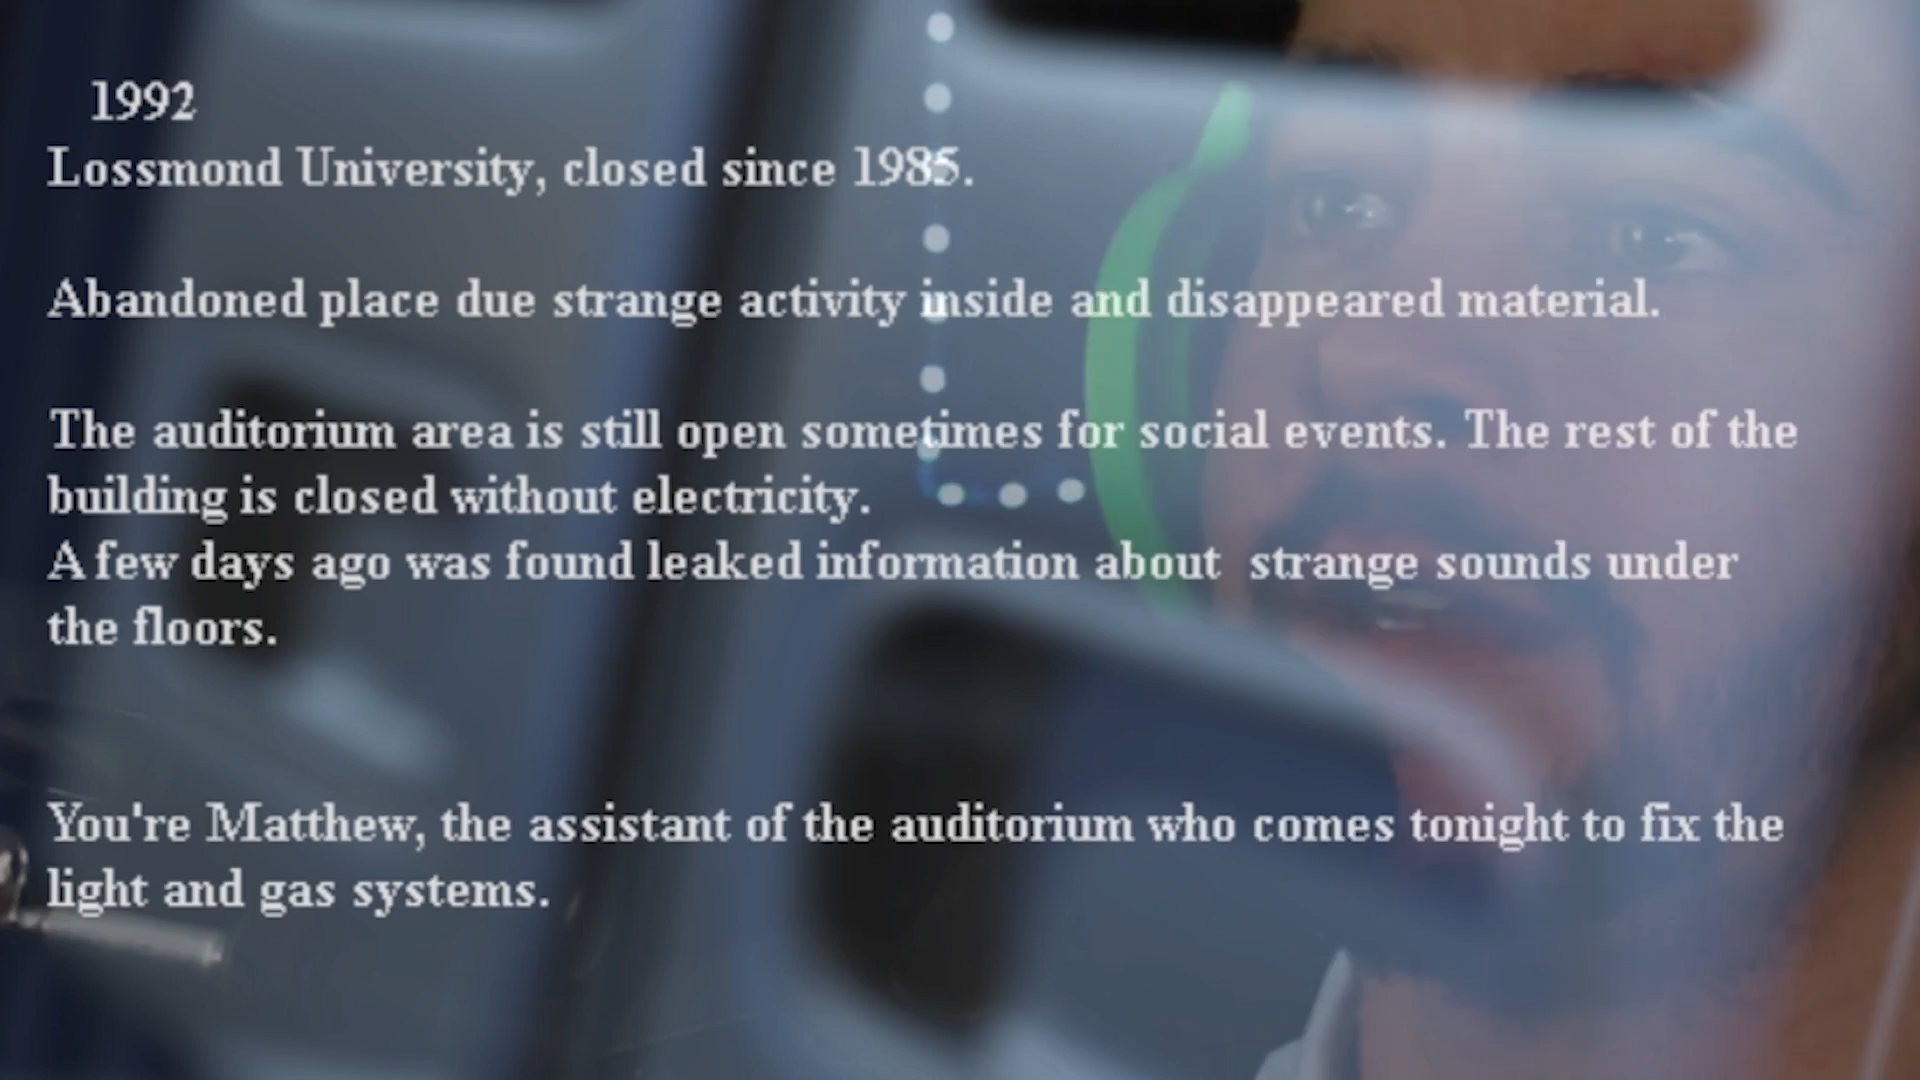 1992
Lossmond University, closed since 1985.
Abandoned place due strange activity inside and disappeared material.
The auditorium area is still open sometimes for social events. The rest of the
building is closed without electricity.
A few days ago was found leaked information about strange sounds under
the floors.
You're Matthew, the assistant of the auditorium who comes tonight to fix the
light and gas systems.